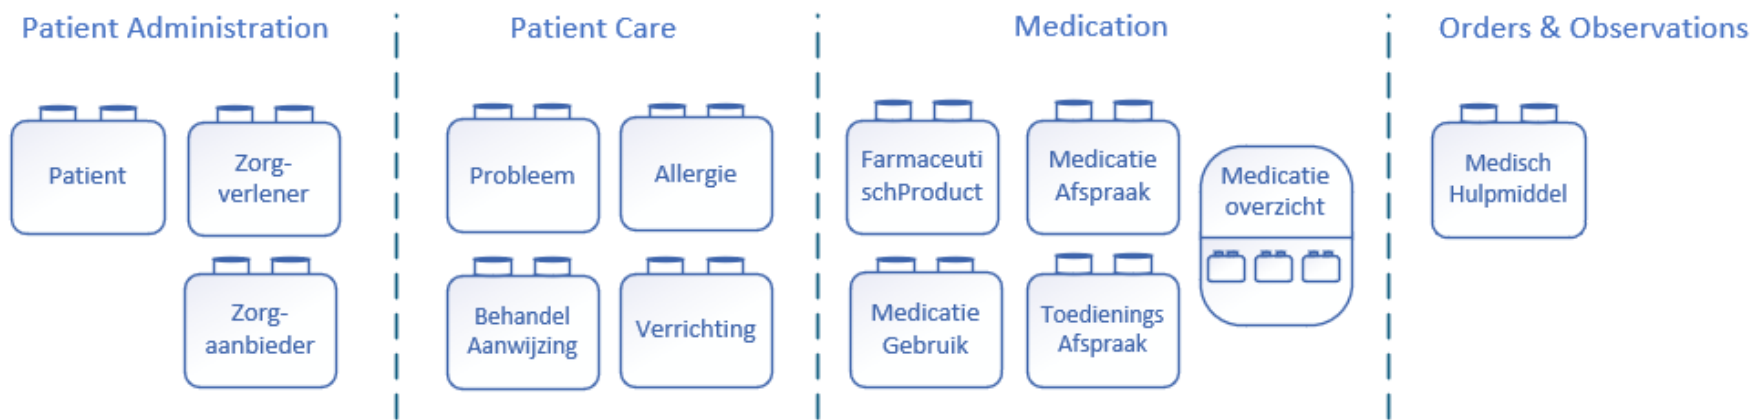 Patient Administration
Patient
Zorg-
verlener
Zorg-
aanbieder
Patient Care
Probleem
Allergie
Behandel
Aanwijzing
Verrichting
Medication
Farmaceuti
schProduct
Medicatie
Afspraak
Medicatie
overzicht
Medicatie
Gebruik
Toedienings
Afspraak
Orders & Observations
Medisch
Hulpmiddel